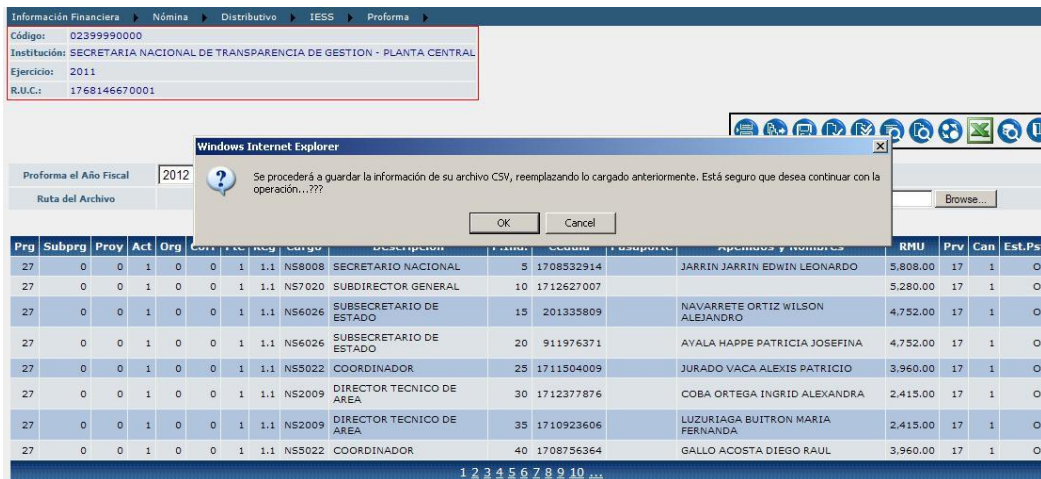 Información Financiera Nómina Distributivo IESS Proforma
Código: 02399990000
Institución: SECRETARIA NACIONAL DE TRANSPARENCIA DE GESTION - PLANTA CENTRAL
Ejercicio: 2011
R.U.C.: 1768146670001
Windows Internet Explorer
Se procederá a guardar la información de su archivo CSV, reemplazando lo cargado anteriormente. Está seguro que desea continuar con la
operación...???
OK Cancel
Proforma el Año Fiscal 2012
Ruta del Archivo Browse...
Prg Subprg Proy Act Org Descripción Apellidos y Nombres RMU Prv Can Est.Pst
27 0 0 1 0 0 1 1.1 NS8008 SECRETARIO NACIONAL 5 1708532914 JARRIN JARRIN EDWIN LEONARDO 5,808.00 17 1 O
27 0 0 1 0 0 1 1.1 NS7020 SUBDIRECTOR GENERAL 10 1712627007 5,280.00 17 1 O
27 0 0 1 0 0 1 1.1 NS6026 SUBSECRETARIO DE ESTADO 15 201335809 NAVARRETE ORTIZ WILSON ALEJANDRO 4,752.00 17 1 O
27 0 0 1 0 0 1 1.1 NS6026 SUBSECRETARIO DE ESTADO 20 911976371 AYALA HAPPE PATRICIA JOSEFINA 4,752.00 17 1 O
27 0 0 1 0 0 1 1.1 NS5022 COORDINADOR 25 1711504009 JURADO VACA ALEXIS PATRICIO 3,960.00 17 1 O
27 0 0 1 0 0 1 1.1 NS2009 DIRECTOR TECNICO DE AREA 30 1712377876 COBA ORTEGA INGRID ALEXANDRA 2,415.00 17 1 O
27 0 0 1 0 0 1 1.1 NS2009 DIRECTOR TECNICO DE AREA 35 1710923606 LUZURIAGA BUITRON MARIA FERNANDA 2,415.00 17 1 O
27 0 0 1 0 0 1 1.1 NS5022 COORDINADOR 40 1708756364 GALLO ACOSTA DIEGO RAUL 3,960.00 17 1 O
1 2 3 4 5 6 7 8 9 10 ...